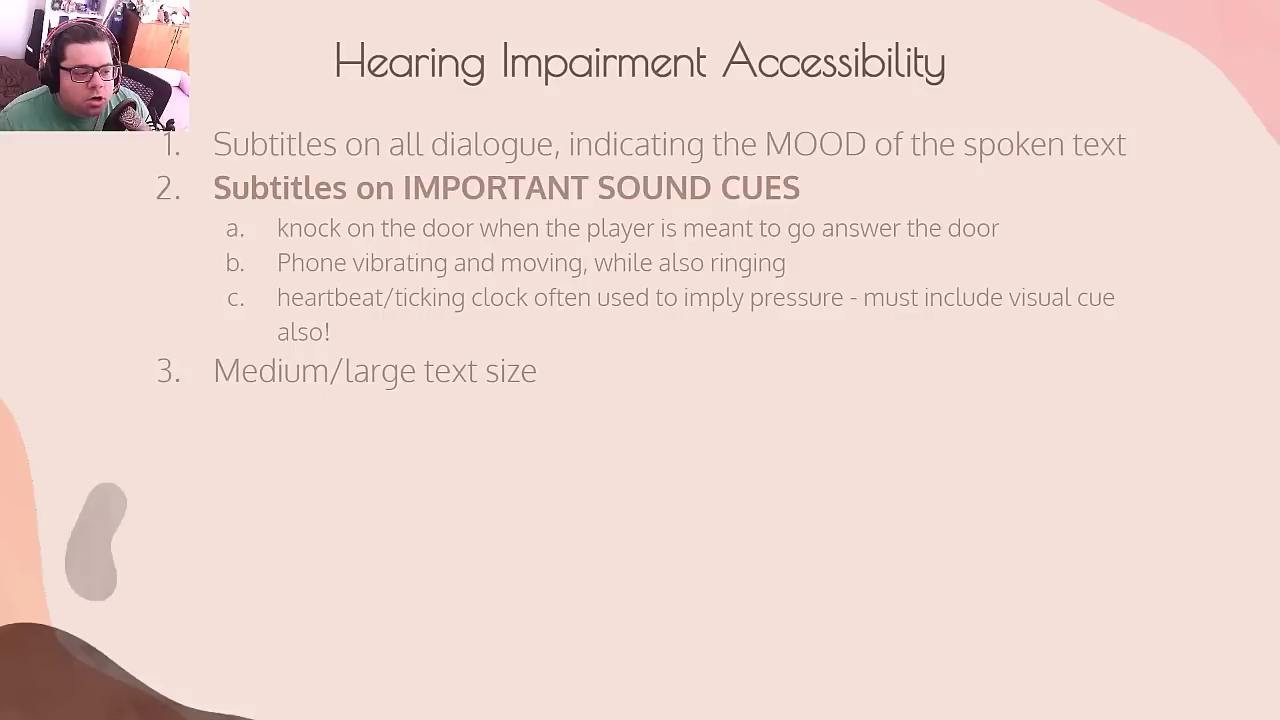 Hearing Impairment Accessibility
1. Subtitles on all dialogue, indicating the MOOD of the spoken text
2. Subtitles on IMPORTANT SOUND CUES
a. knock on the door when the player is meant to go answer the door
b. Phone vibrating and moving, while also ringing
c. heartbeat/ticking clock often used to imply pressure - must include visual cue
also!
3. Medium/large text size